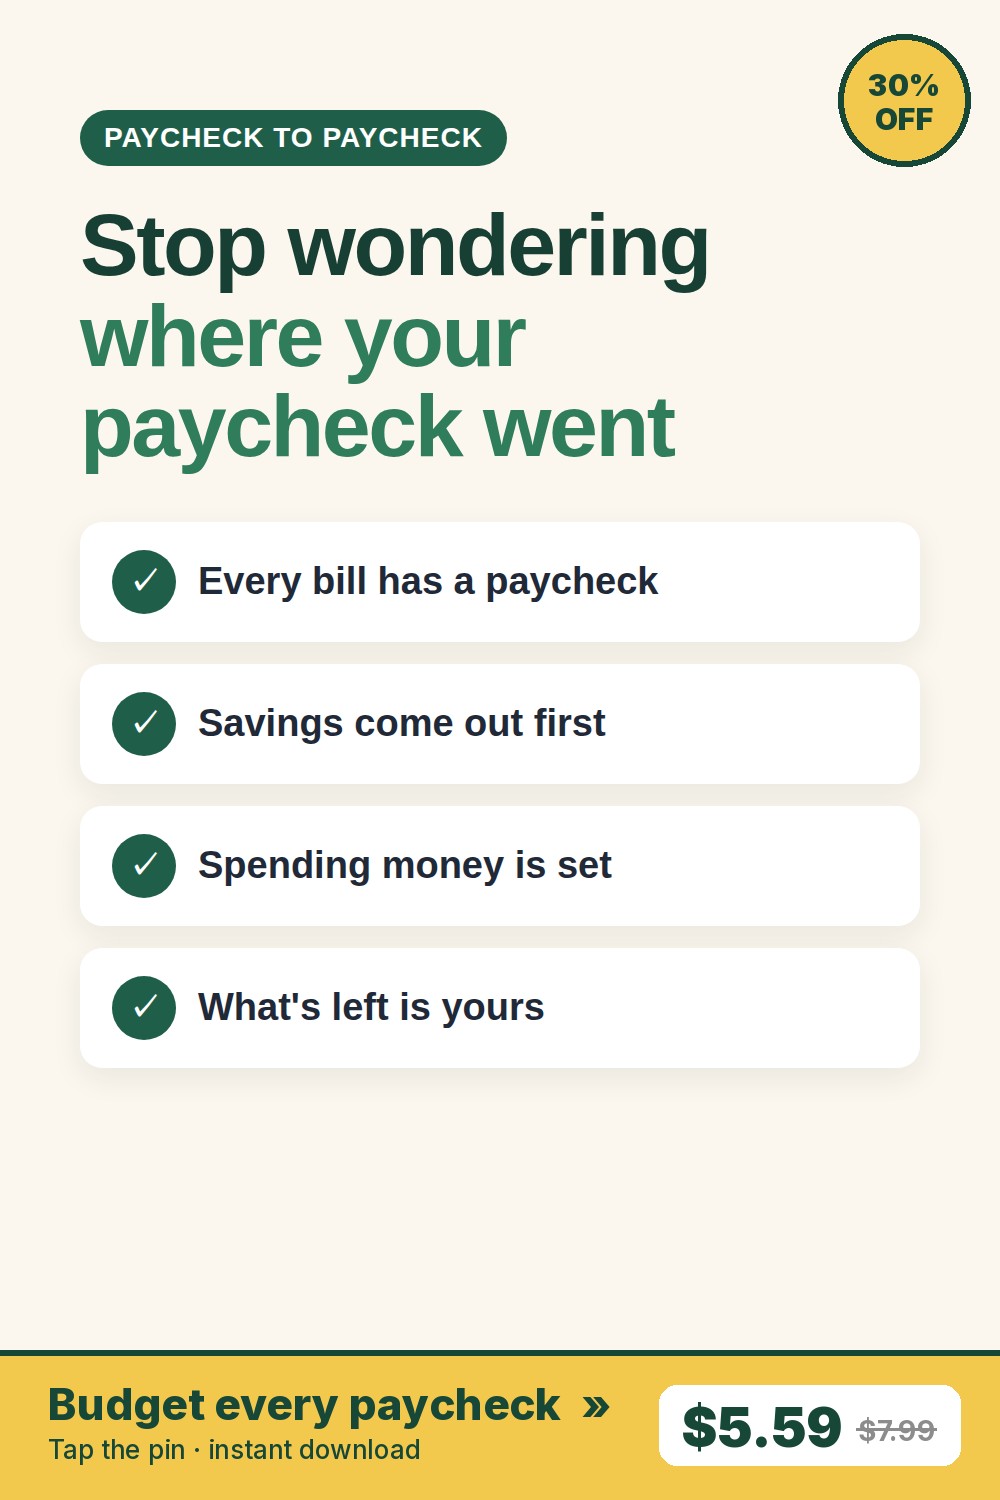 30%
OFF
PAYCHECK TO PAYCHECK
Stop wondering
where your
paycheck went
✓ Every bill has a paycheck
✓ Savings come out first
✓ Spending money is set
✓ What's left is yours
Budget every paycheck »
Tap the pin · instant download
$5.59 $7.99